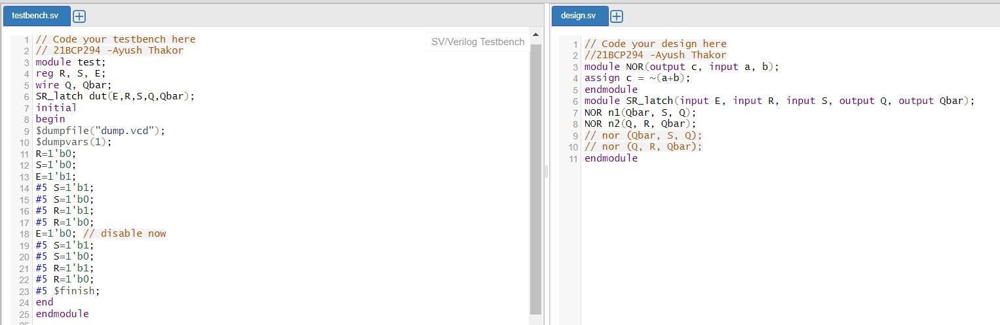 testbench.sv
SV/Verilog Testbench
1 // Code your testbench here
2 // 21BCP294 -Ayush Thakor
3 module test;
4 reg R, S, E;
5 wire Q, Qbar;
6 SR_latch dut(E,R,S,Q,Qbar);
7 initial
8 begin
9 $dumpfile("dump.vcd");
10 $dumpvars(1);
11 R=1'b0;
12 S=1'b0;
13 E=1'b1;
14 #5 S=1'b1;
15 #5 S=1'b0;
16 #5 R=1'b1;
17 #5 R=1'b0;
18 E=1'b0; // disable now
19 #5 S=1'b1;
20 #5 S=1'b0;
21 #5 R=1'b1;
22 #5 R=1'b0;
23 #5 $finish;
24 end
25 endmodule
design.sv
1 // Code your design here
2 //21BCP294 -Ayush Thakor
3 module NOR(output c, input a, b);
4 assign c = ~(a+b);
5 endmodule
6 module SR_latch(input E, input R, input S, output Q, output Qbar);
7 NOR n1(Qbar, S, Q);
8 NOR n2(Q, R, Qbar);
9 // nor (Qbar, S, Q);
10 // nor (Q, R, Qbar);
11 endmodule